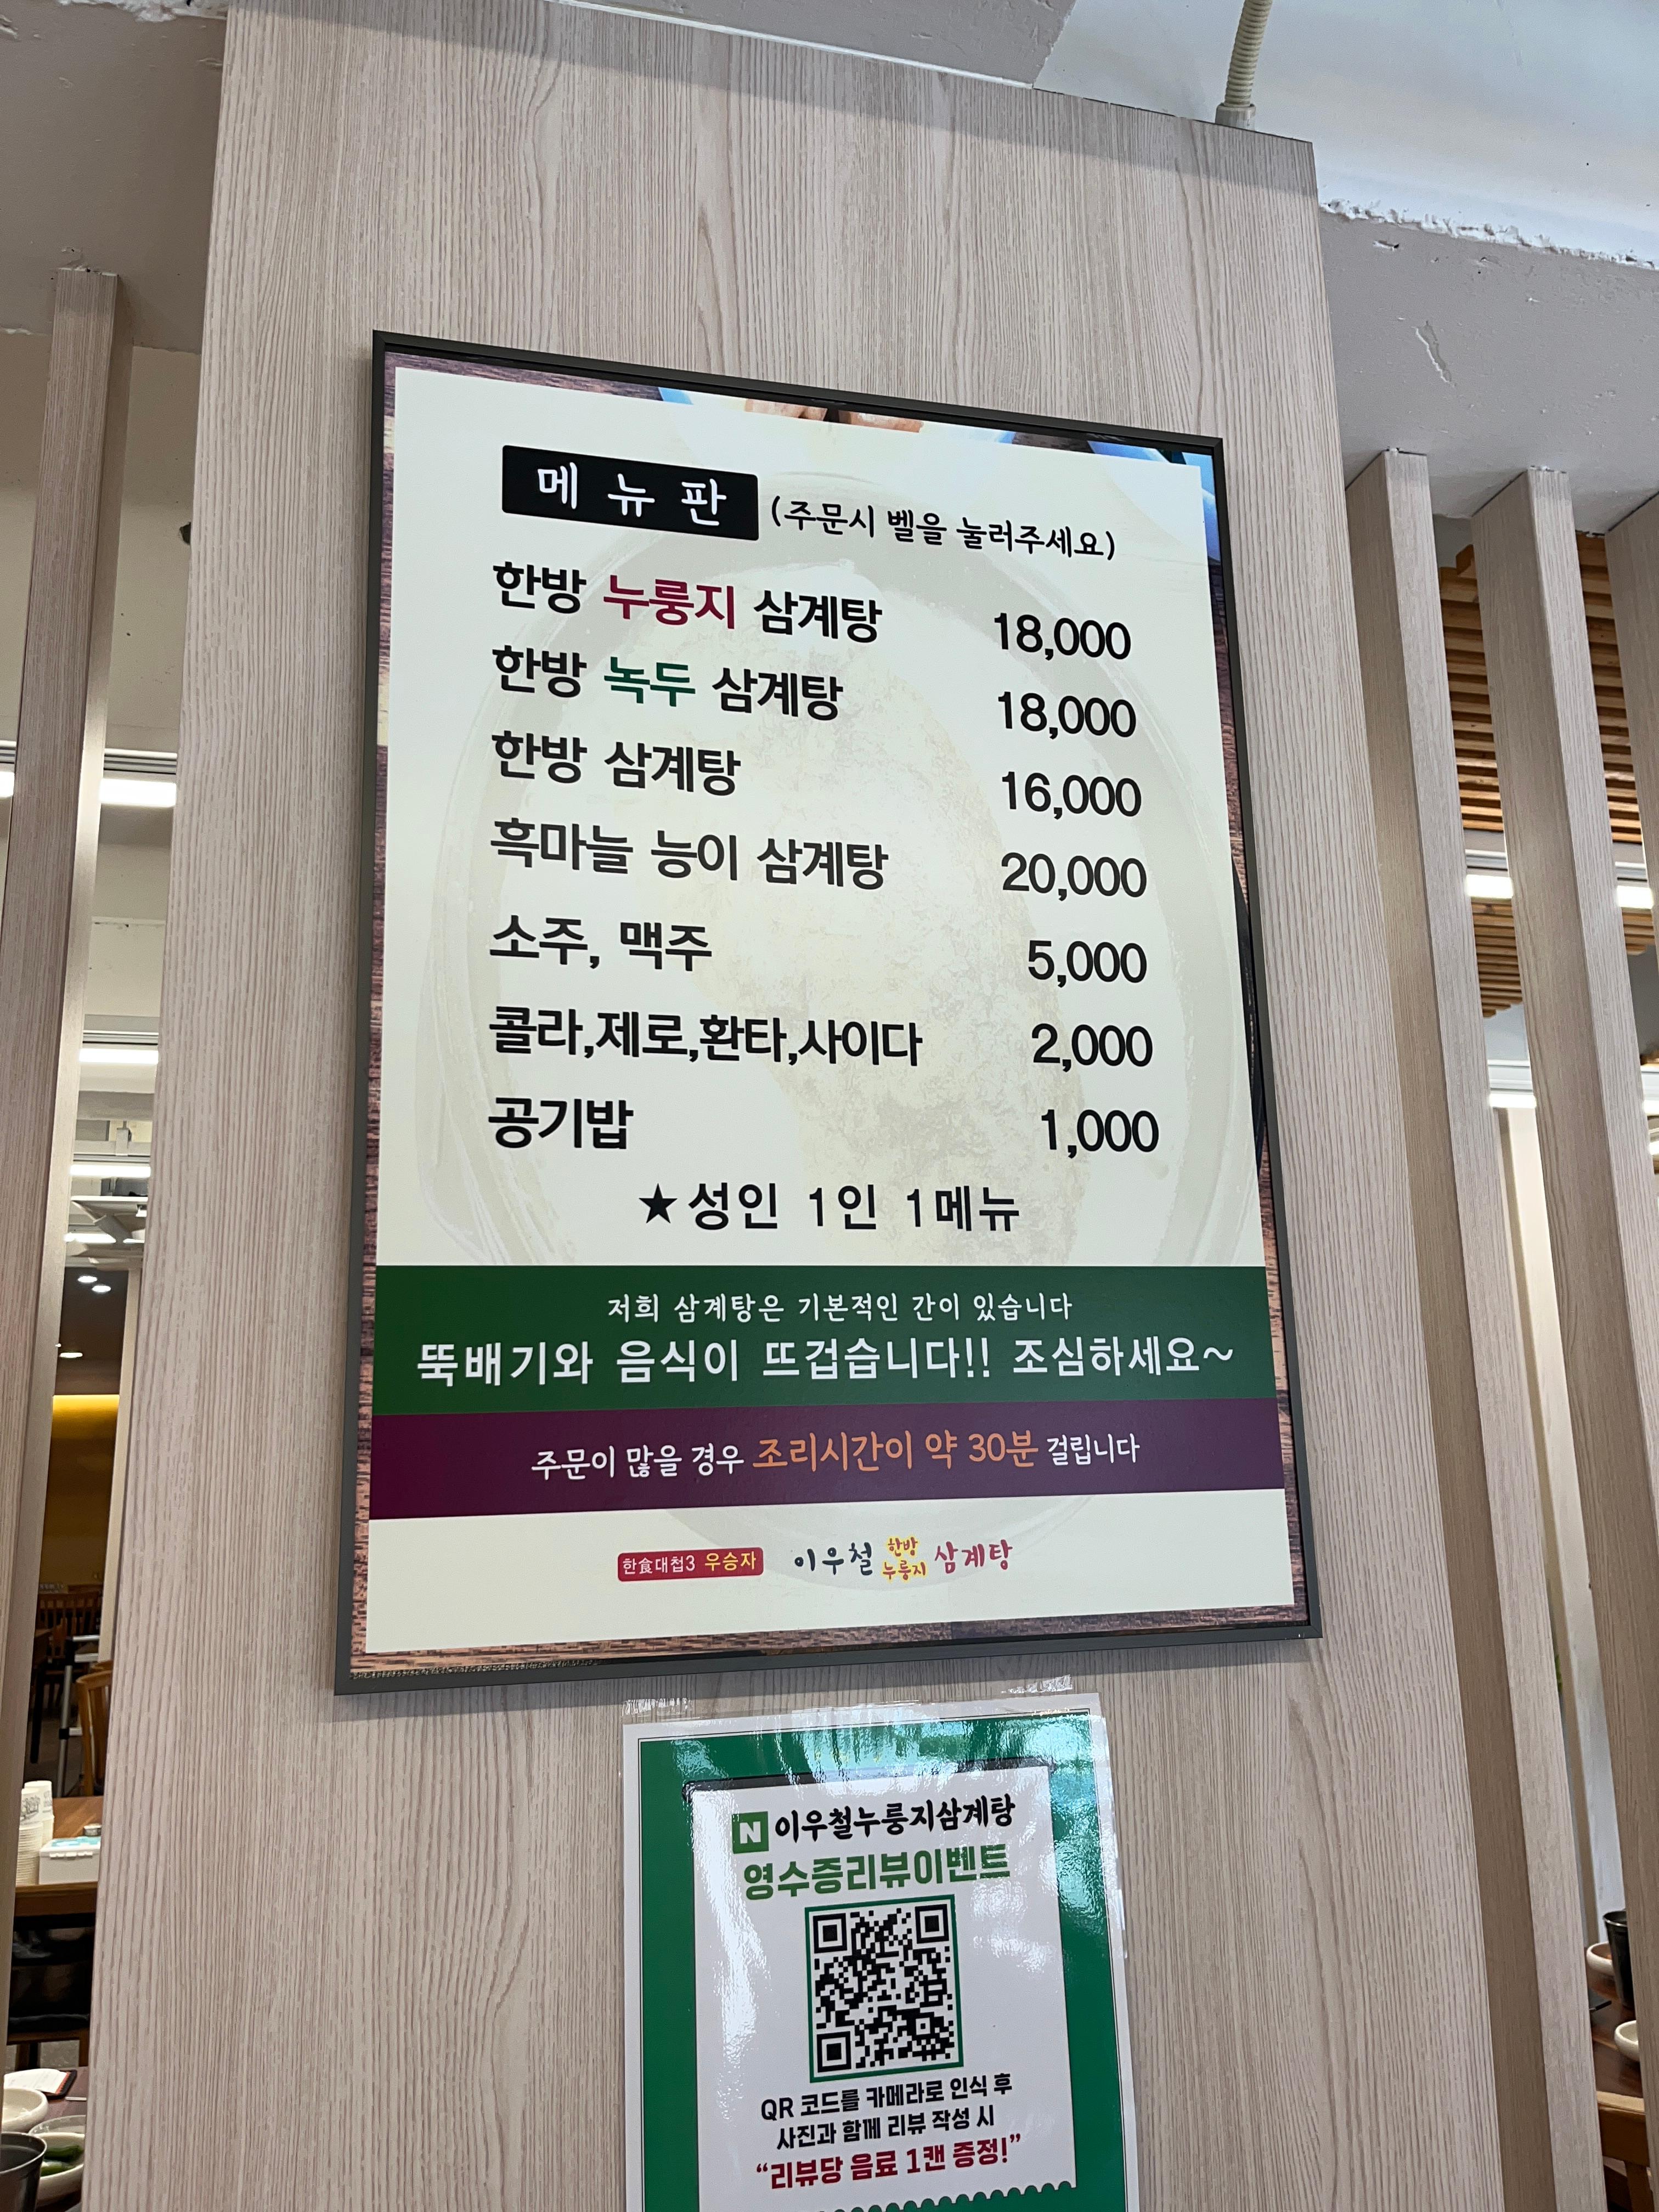 메뉴판 (주문시 벨을 눌러주세요)
한방 누룽지 삼계탕 18,000
한방 녹두 삼계탕 18,000
한방 삼계탕 16,000
흑마늘 능이 삼계탕 20,000
소주, 맥주 5,000
콜라,제로,환타,사이다 2,000
공기밥 1,000
★성인 1인 1메뉴
저희 삼계탕은 기본적인 간이 있습니다
뚝배기와 음식이 뜨겁습니다!! 조심하세요~
주문이 많을 경우 조리시간이 약 30분 걸립니다
한食대첩3 우승자 이우철 한방 누룽지 삼계탕
N 이우철누룽지삼계탕
영수증리뷰이벤트
QR 코드를 카메라로 인식 후
사진과 함께 리뷰 작성 시
“리뷰당 음료 1캔 증정!”